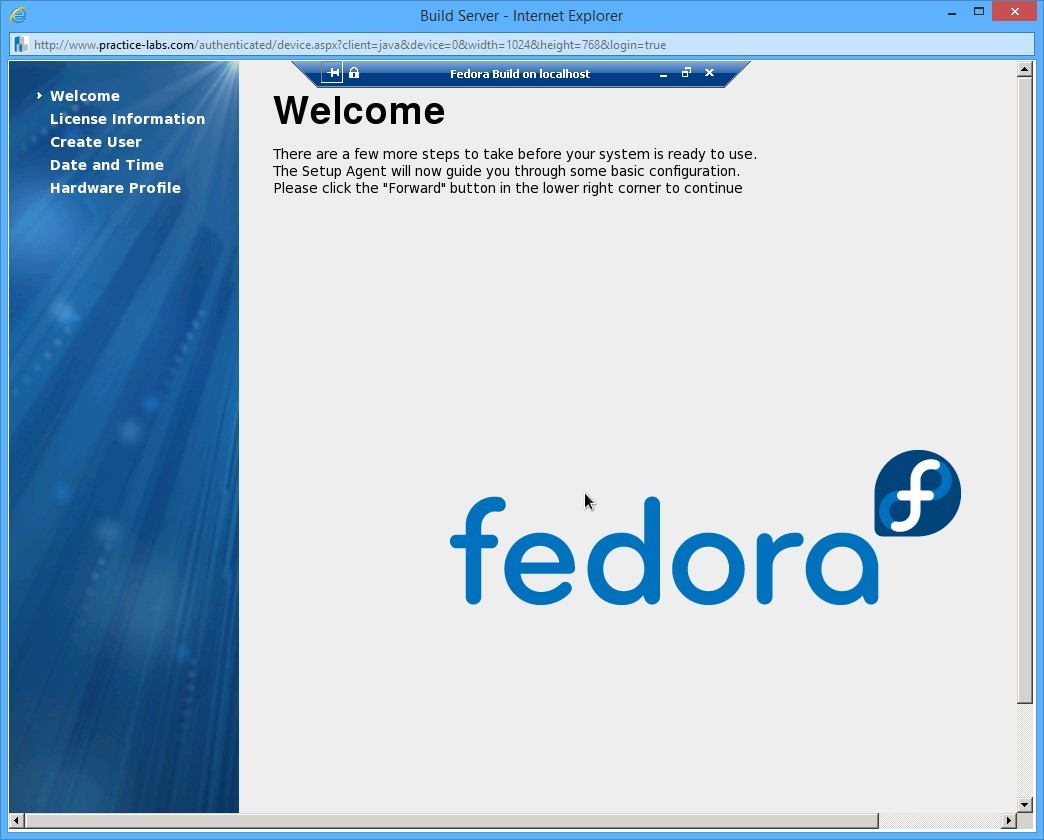 Build Server - Internet Explorer
http://www.practice-labs.com/authenticated/device.aspx?client=java&device=0&width=1024&height=768&login=true
Fedora Build on localhost
Welcome
License Information
Create User
Date and Time
Hardware Profile
Welcome
There are a few more steps to take before your system is ready to use.
The Setup Agent will now guide you through some basic configuration.
Please click the "Forward" button in the lower right corner to continue
fedora